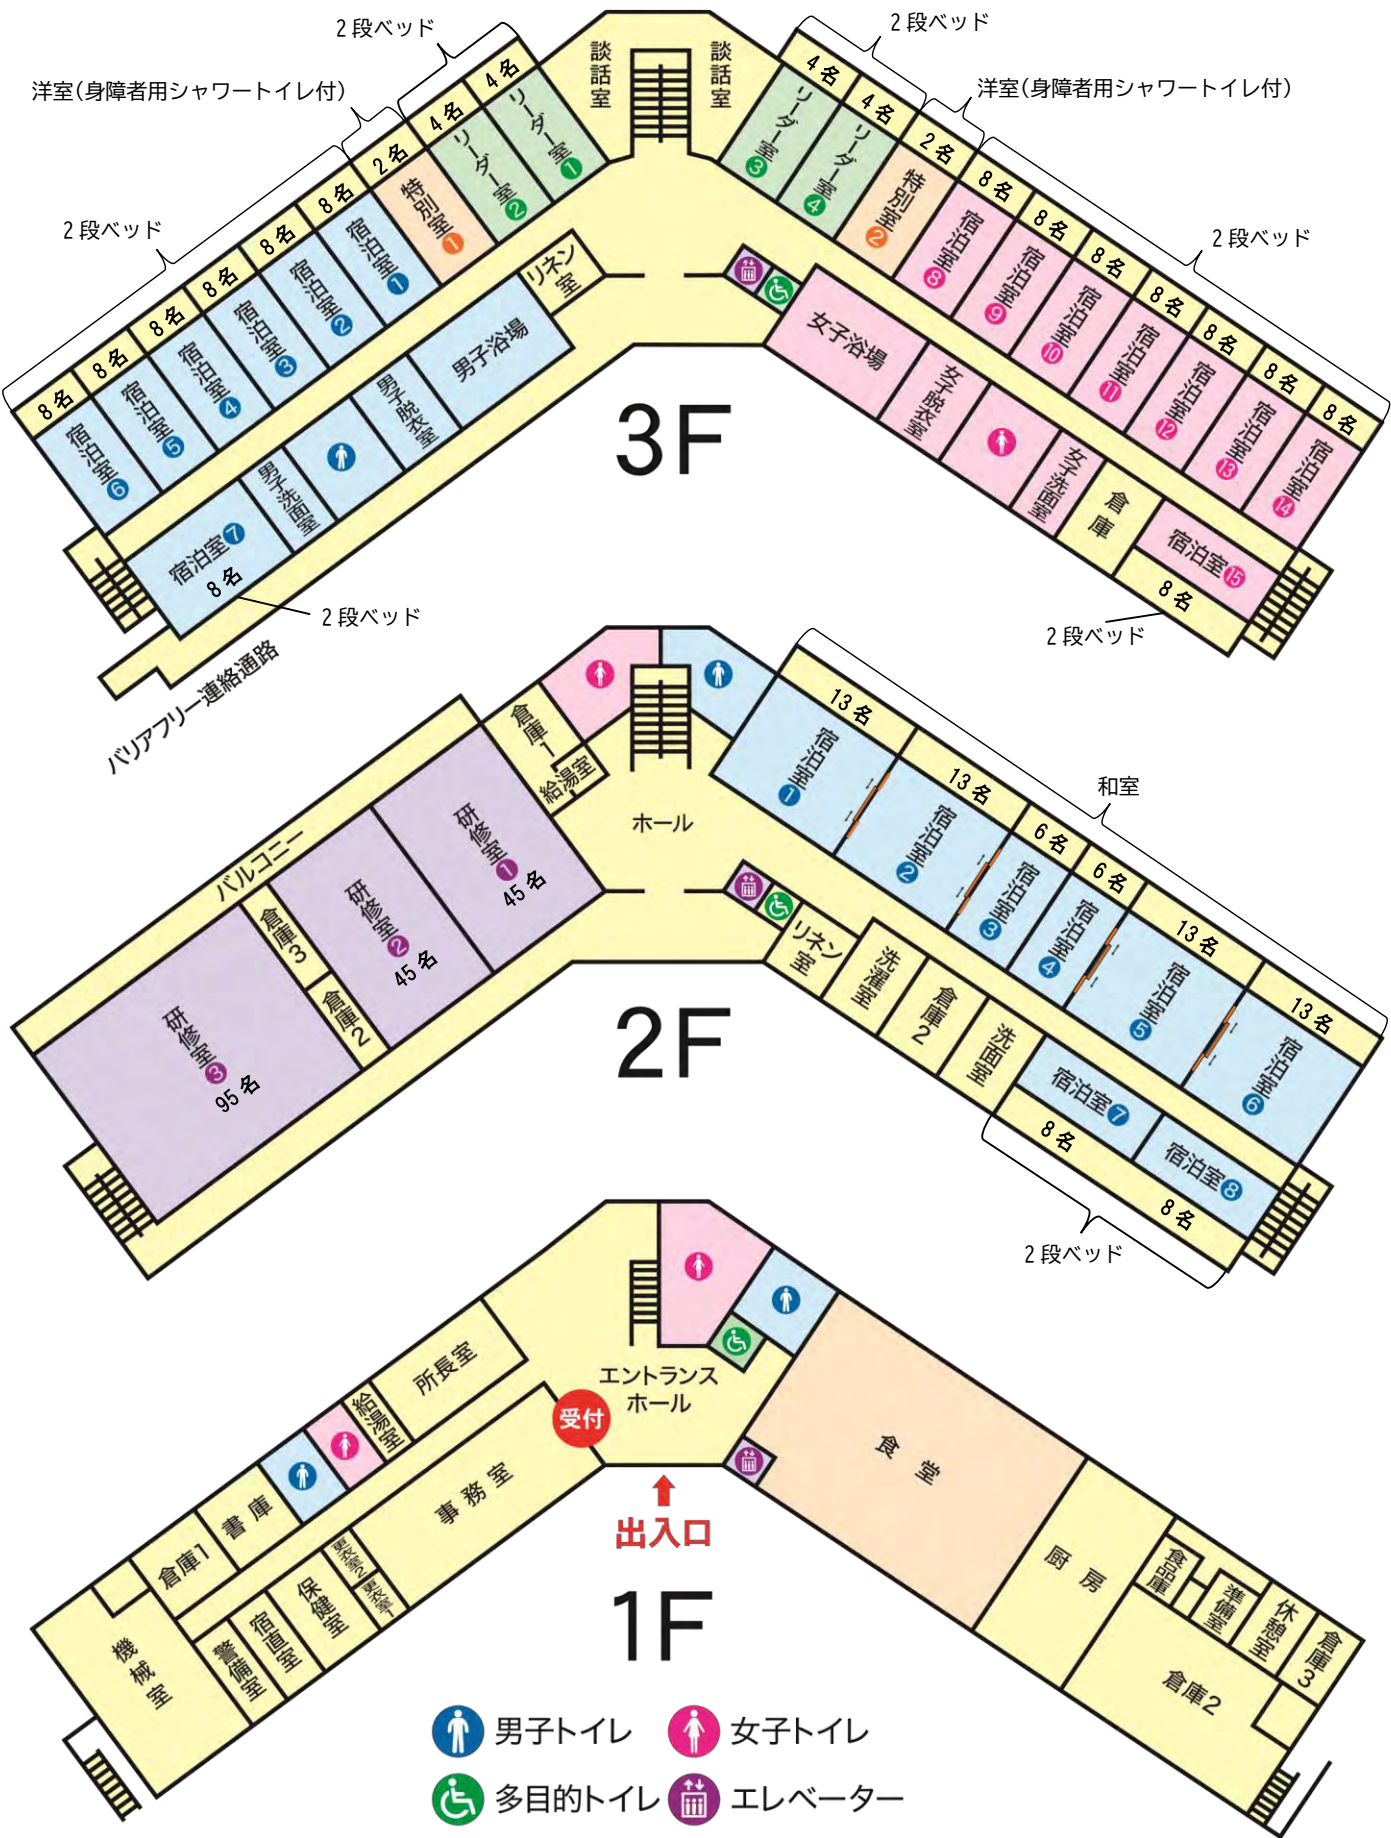 2段ベッド
洋室(身障者用シャワートイレ付)
2段ベッド
8名
8名
8名
8名
8名
8名
2名
4名
4名
談話室
談話室
宿泊室6
宿泊室5
宿泊室4
宿泊室3
宿泊室2
宿泊室1
特別室1
リーダー室2
リーダー室1
リネン室
男子浴場
男子脱衣室
男子洗面室
宿泊室7
8名
2段ベッド
バリアフリー連絡通路
2段ベッド
洋室(身障者用シャワートイレ付)
2段ベッド
4名
4名
2名
8名
8名
8名
8名
8名
8名
8名
リーダー室3
リーダー室4
特別室2
宿泊室8
宿泊室9
宿泊室10
宿泊室11
宿泊室12
宿泊室13
宿泊室14
女子浴場
女子脱衣室
女子洗面室
倉庫
宿泊室15
8名
2段ベッド
3F
バルコニー
倉庫1
給湯室
ホール
研修室1
45名
研修室2
45名
倉庫3
倉庫2
研修室3
95名
和室
13名
13名
6名
6名
13名
13名
宿泊室1
宿泊室2
宿泊室3
宿泊室4
宿泊室5
宿泊室6
リネン室
洗濯室
倉庫2
洗面室
宿泊室7
宿泊室8
8名
8名
2段ベッド
2F
エントランスホール
受付
出入口
所長室
給湯室
書庫
倉庫1
機械室
事務室
更衣室2
更衣室1
保健室
宿直室
警備室
食堂
厨房
食品庫
準備室
休憩室
倉庫3
倉庫2
1F
男子トイレ
女子トイレ
多目的トイレ
エレベーター